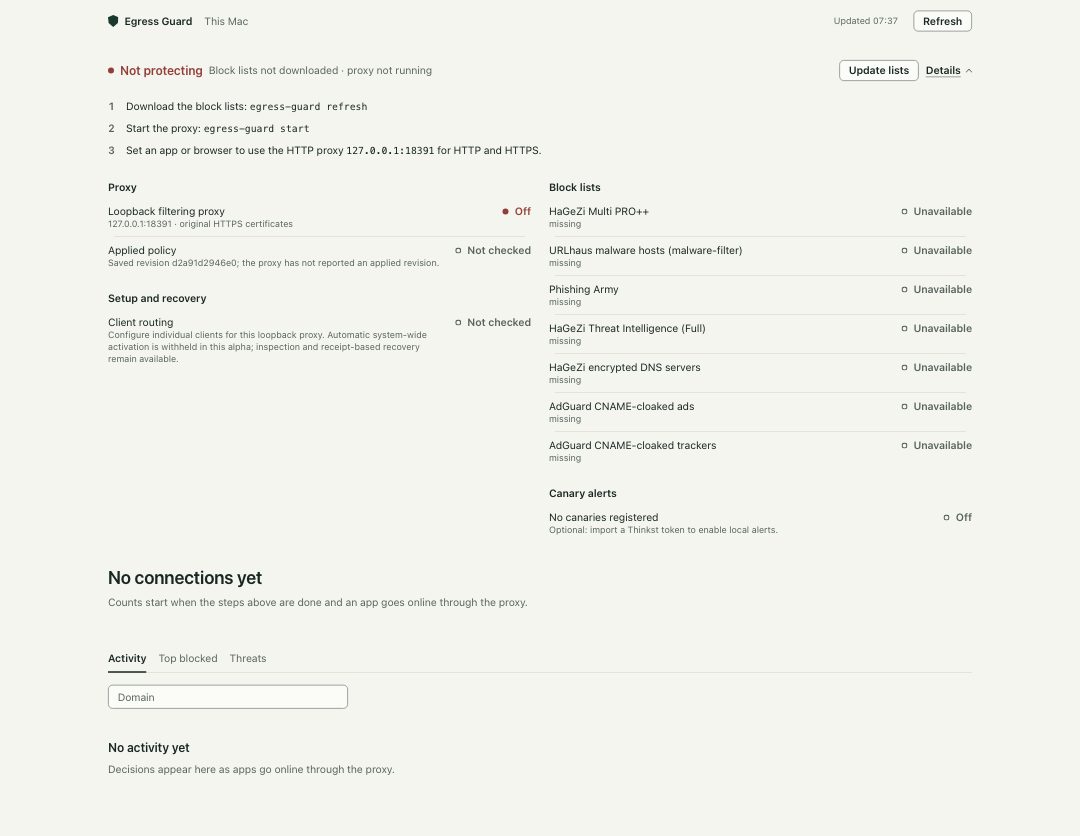 Egress Guard This Mac
Updated 07:37 Refresh
Not protecting Block lists not downloaded · proxy not running
Update lists Details
1 Download the block lists: egress-guard refresh
2 Start the proxy: egress-guard start
3 Set an app or browser to use the HTTP proxy 127.0.0.1:18391 for HTTP and HTTPS.
Proxy
Loopback filtering proxy Off
127.0.0.1:18391 · original HTTPS certificates
Applied policy Not checked
Saved revision d2a91d2946e0; the proxy has not reported an applied revision.
Setup and recovery
Client routing Not checked
Configure individual clients for this loopback proxy. Automatic system-wide
activation is withheld in this alpha; inspection and receipt-based recovery
remain available.
Block lists
HaGeZi Multi PRO++ Unavailable
missing
URLhaus malware hosts (malware-filter) Unavailable
missing
Phishing Army Unavailable
missing
HaGeZi Threat Intelligence (Full) Unavailable
missing
HaGeZi encrypted DNS servers Unavailable
missing
AdGuard CNAME-cloaked ads Unavailable
missing
AdGuard CNAME-cloaked trackers Unavailable
missing
Canary alerts
No canaries registered Off
Optional: import a Thinkst token to enable local alerts.
No connections yet
Counts start when the steps above are done and an app goes online through the proxy.
Activity Top blocked Threats
Domain
No activity yet
Decisions appear here as apps go online through the proxy.